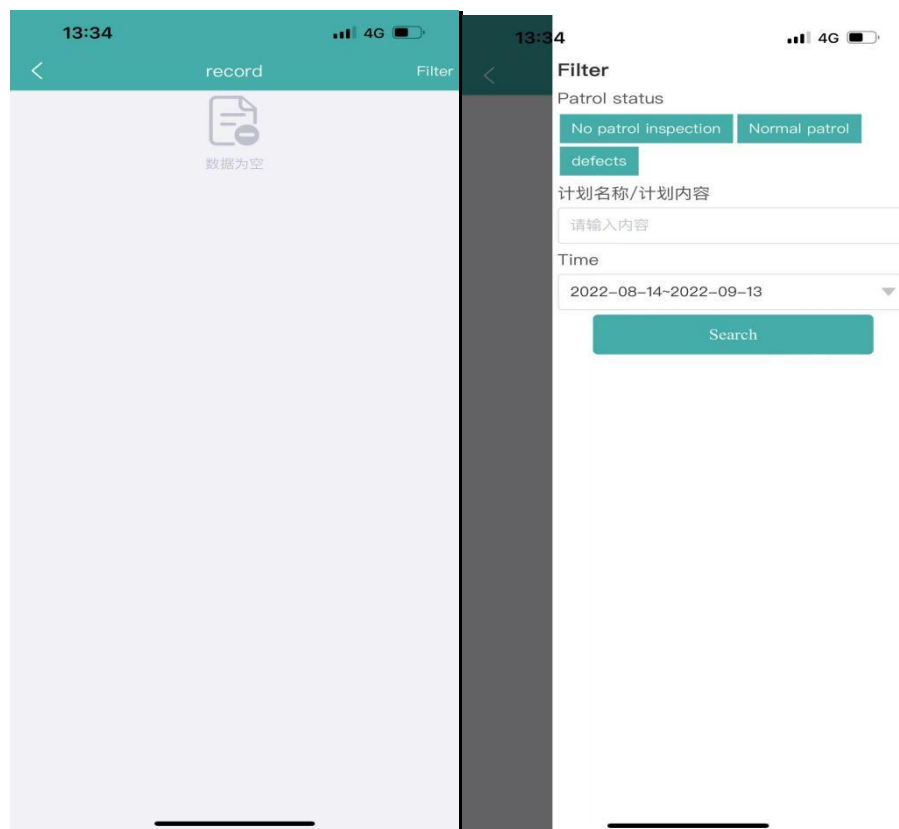 13:34 4G
record Filter
数据为空
13:34 4G
Filter
Patrol status
No patrol inspection Normal patrol
defects
计划名称/计划内容
请输入内容
Time
2022-08-14~2022-09-13
Search